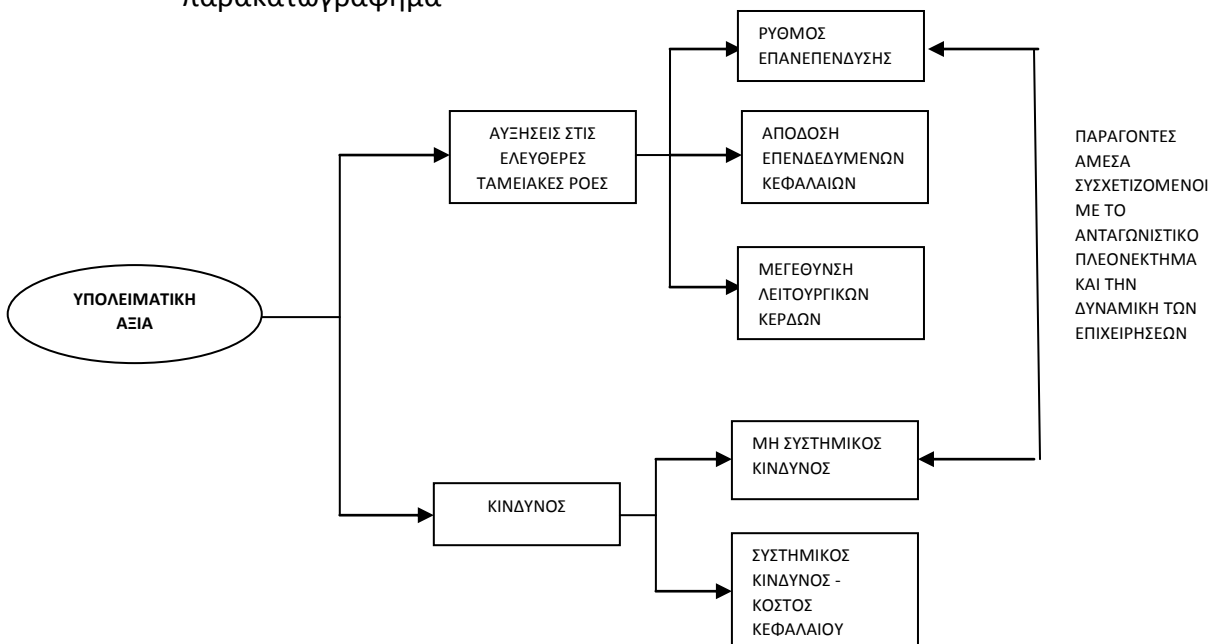 παρακάτωγράφημα
ΡΥΘΜΟΣ
ΕΠΑΝΕΠΕΝΔΥΣΗΣ
ΑΥΞΗΣΕΙΣ ΣΤΙΣ
ΕΛΕΥΘΕΡΕΣ
ΤΑΜΕΙΑΚΕΣ ΡΟΕΣ
ΑΠΟΔΟΣΗ
ΕΠΕΝΔΕΔΥΜΕΝΩΝ
ΚΕΦΑΛΑΙΩΝ
ΠΑΡΑΓΟΝΤΕΣ
ΑΜΕΣΑ
ΣΥΣΧΕΤΙΖΟΜΕΝΟΙ
ΜΕ ΤΟ
ΑΝΤΑΓΩΝΙΣΤΙΚΟ
ΠΛΕΟΝΕΚΤΗΜΑ
ΚΑΙ ΤΗΝ
ΔΥΝΑΜΙΚΗ ΤΩΝ
ΕΠΙΧΕΙΡΗΣΕΩΝ
ΜΕΓΕΘΥΝΣΗ
ΛΕΙΤΟΥΡΓΙΚΩΝ
ΚΕΡΔΩΝ
ΥΠΟΛΕΙΜΑΤΙΚΗ
ΑΞΙΑ
ΜΗ ΣΥΣΤΗΜΙΚΟΣ
ΚΙΝΔΥΝΟΣ
ΚΙΝΔΥΝΟΣ
ΣΥΣΤΗΜΙΚΟΣ
ΚΙΝΔΥΝΟΣ -
ΚΟΣΤΟΣ
ΚΕΦΑΛΑΙΟΥ